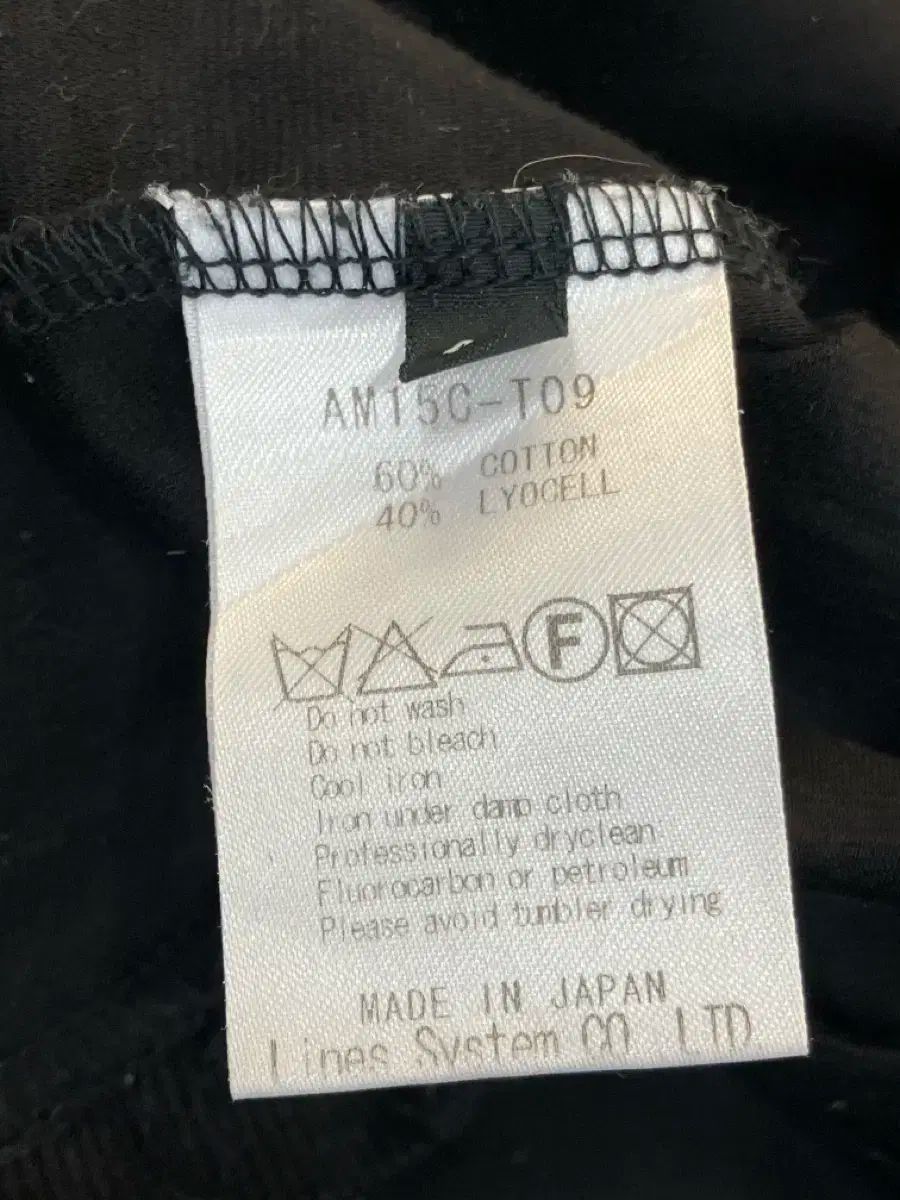 AM15C-T09
60% COTTON
40% LYOCELL
F
Do not wash
Do not bleach
Cool iron
Iron under damp cloth
Professionally dryclean
Fluorocarbon or petroleum
Please avoid tumbler drying
MADE IN JAPAN
Lines System CO LTD.